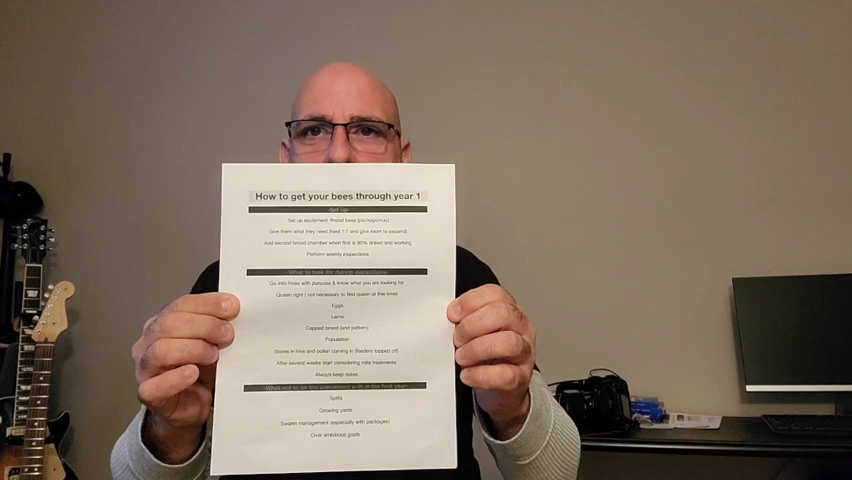 How to get your bees through year 1
-Set up-
Set up equipment /Install bees (package/nuc)
Give them what they need (feed 1:1 and give room to expand)
Add second brood chamber when first is 80% drawn and working
Perform weekly inspections
-What to look for during inspections-
Go into hives with purpose & know what you are looking for
Queen right ( not necessary to find queen at this time)
Eggs
Larva
Capped brood (and pattern)
Population
Stores in hive and pollen coming in (feeders topped off)
After several weeks start considering mite treatments
Always keep notes
-What not to be too concerned with in the first year-
Splits
Growing yards
Swarm management (especially with packages)
Over ambitious goals